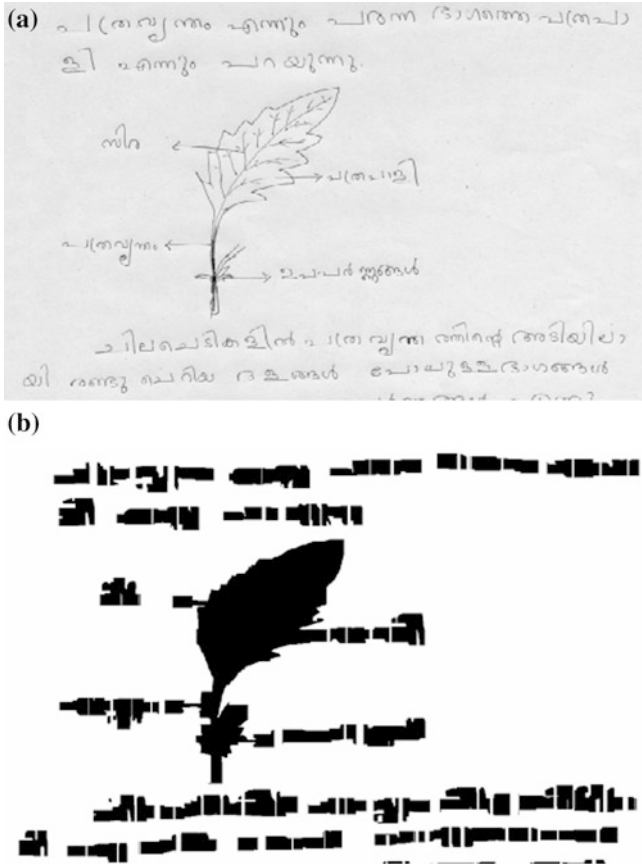 (a)
പത്രവൃന്തം എന്നും പരന്ന ഭാഗത്തെ പത്രപാ
ളി എന്നും പറയുന്നു.
സിര
പത്രപാളി
പത്രവൃന്തം
ഉപപർണ്ണങ്ങൾ
ചിലചെടികളിൽ പത്രവൃന്തത്തിന്റെ അടിയിലാ
യി രണ്ടു ചെറിയ ദളങ്ങൾ പോലുള്ള ഭാഗങ്ങൾ
(b)